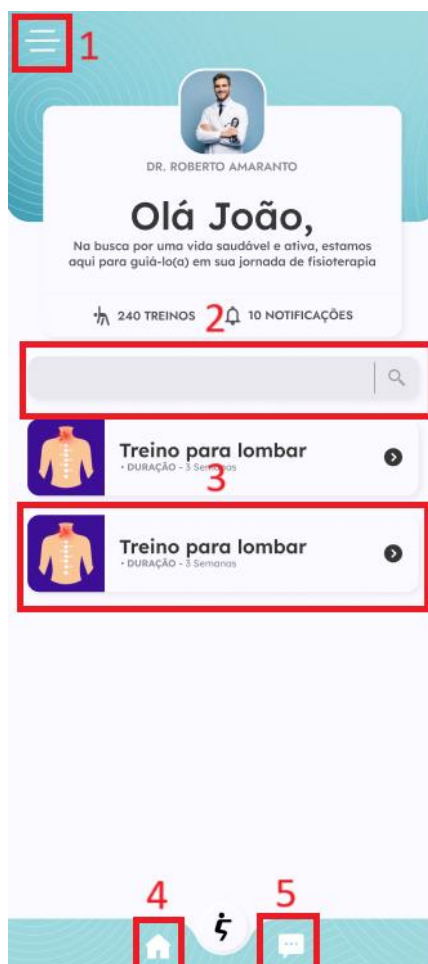 1
DR. ROBERTO AMARANTO
Olá João,
Na busca por uma vida saudável e ativa, estamos
aqui para guiá-lo(a) em sua jornada de fisioterapia
240 TREINOS 2 10 NOTIFICAÇÕES
Treino para lombar
• DURAÇÃO - 3 Semanas
3
Treino para lombar
• DURAÇÃO - 3 Semanas
4 5